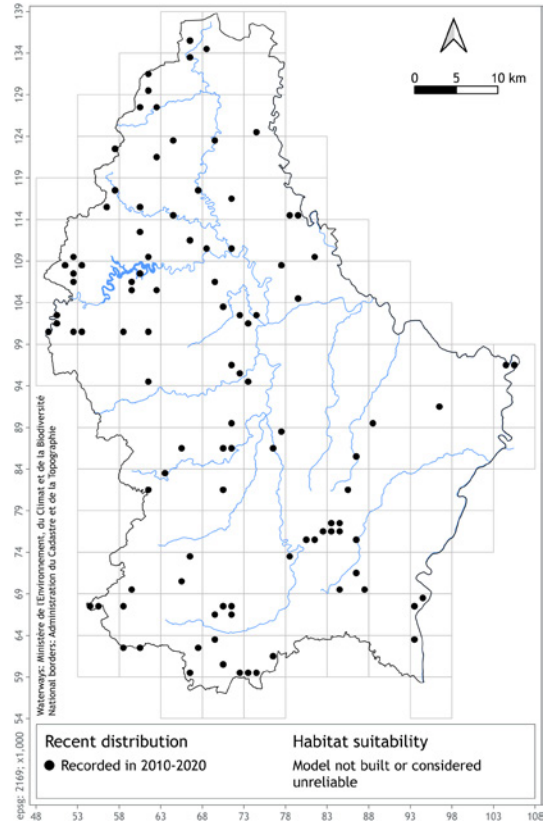 139
134
129
124
119
114
109
104
99
94
89
84
79
74
69
64
59
54
0 5 10 km
Waterways: Ministère de l'Environnement, du Climat et de la Biodiversité
National borders: Administration du Cadastre et de la Topographie
epsg: 2169; x1,000
Recent distribution
Recorded in 2010-2020
Habitat suitability
Model not built or considered
unreliable
48 53 58 63 68 73 78 83 88 93 98 103 108